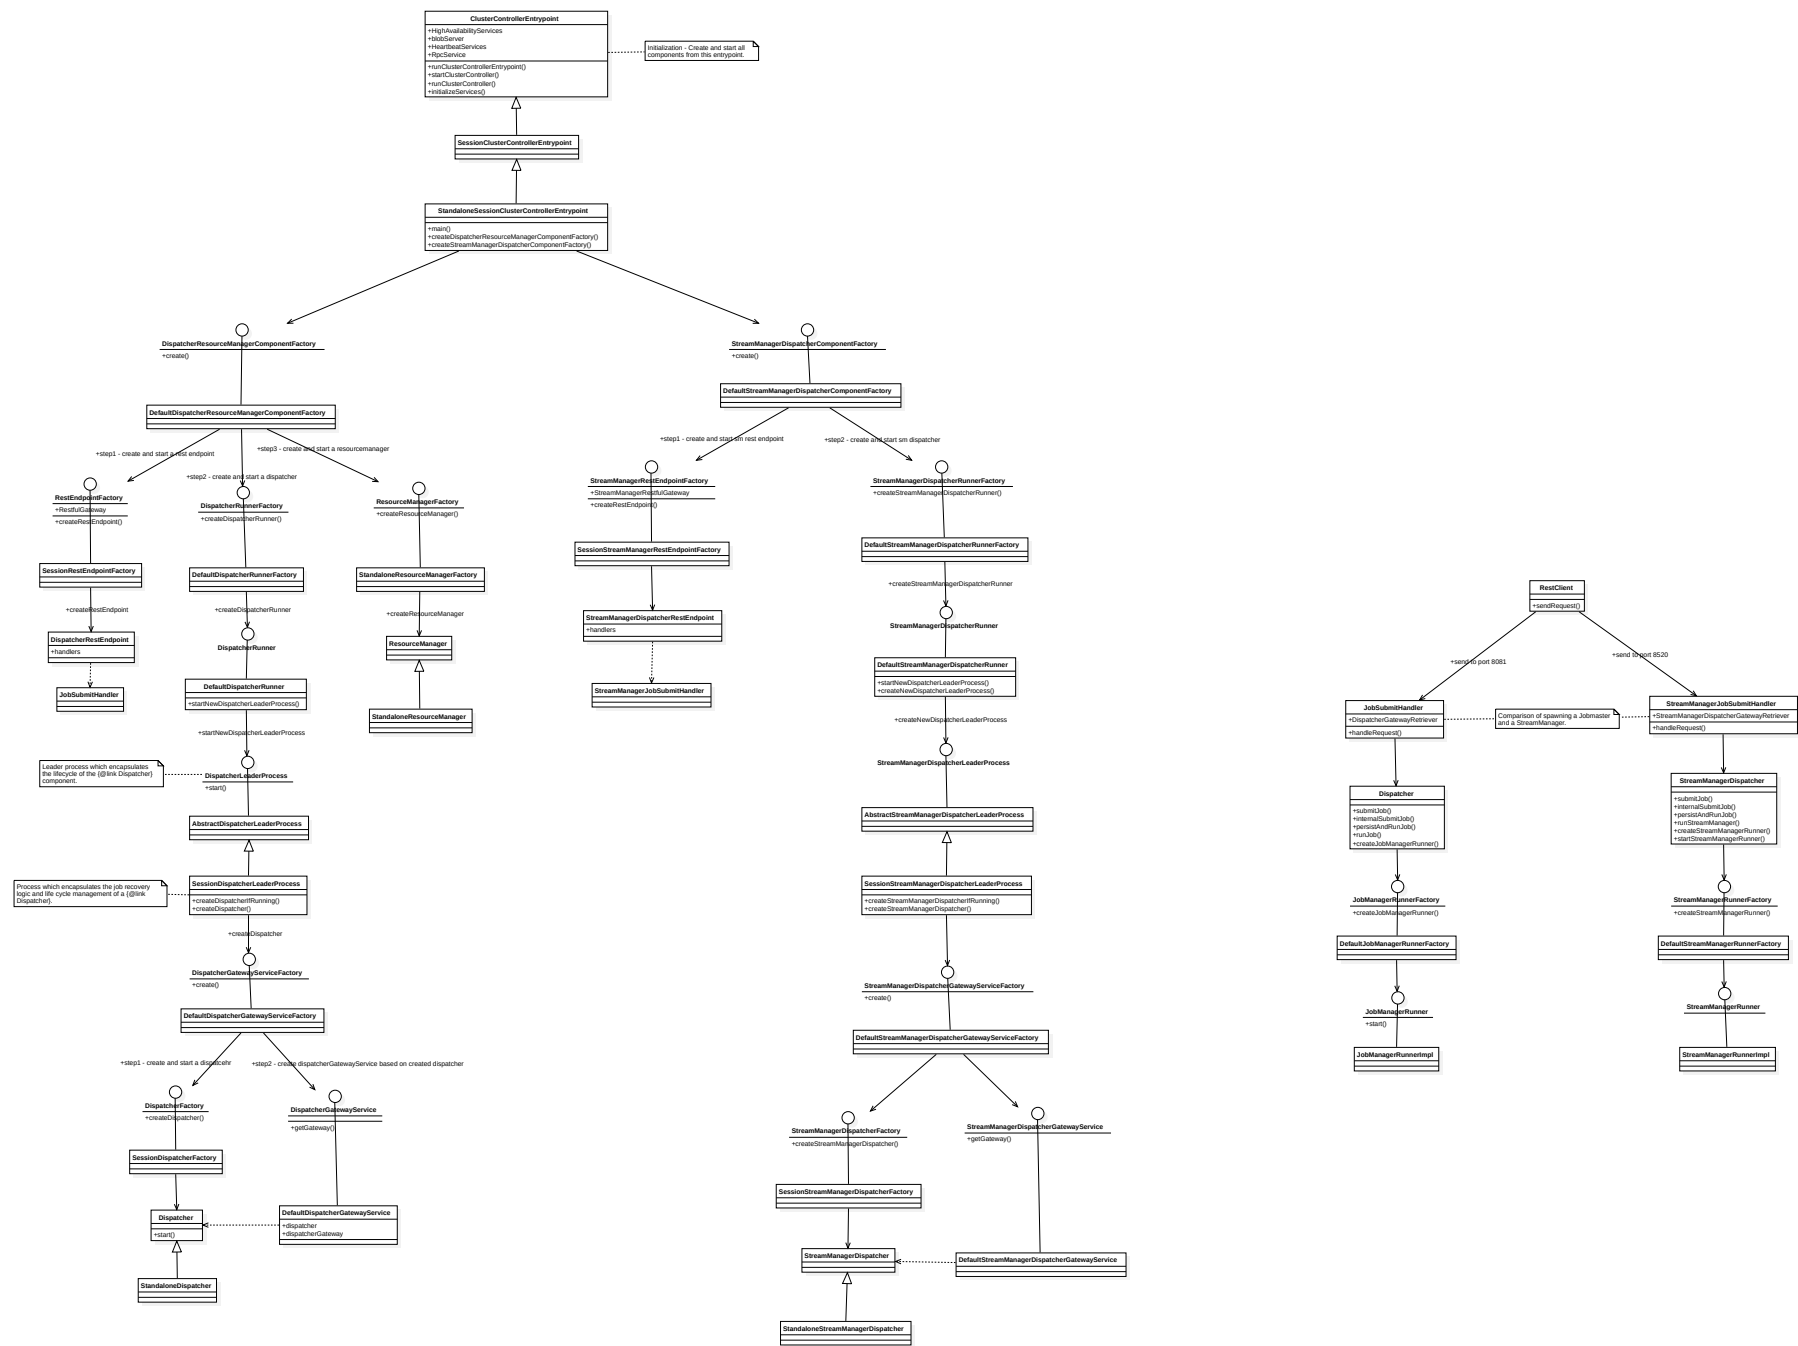 ClusterControllerEntrypoint
+HighAvailabilityServices
+blobServer
+HeartbeatServices
+RpcService
+runClusterControllerEntrypoint()
+startClusterController()
+runClusterController()
+initializeServices()
Initialization - Create and start all
components from this entrypoint.
SessionClusterControllerEntrypoint
StandaloneSessionClusterControllerEntrypoint
+main()
+createDispatcherResourceManagerComponentFactory()
+createStreamManagerDispatcherComponentFactory()
DispatcherResourceManagerComponentFactory
+create()
DefaultDispatcherResourceManagerComponentFactory
+step1 - create and start a rest endpoint
+step2 - create and start a dispatcher
+step3 - create and start a resourcemanager
RestEndpointFactory
+RestfulGateway
+createRestEndpoint()
SessionRestEndpointFactory
+createRestEndpoint
DispatcherRestEndpoint
+handlers
JobSubmitHandler
DispatcherRunnerFactory
+createDispatcherRunner()
DefaultDispatcherRunnerFactory
+createDispatcherRunner
DispatcherRunner
DefaultDispatcherRunner
+startNewDispatcherLeaderProcess()
+startNewDispatcherLeaderProcess
Leader process which encapsulates
the lifecycle of the {@link Dispatcher}
component.
DispatcherLeaderProcess
+start()
AbstractDispatcherLeaderProcess
Process which encapsulates the job recovery
logic and life cycle management of a {@link
Dispatcher}.
SessionDispatcherLeaderProcess
+createDispatcherIfRunning()
+createDispatcher()
+createDispatcher
DispatcherGatewayServiceFactory
+create()
DefaultDispatcherGatewayServiceFactory
+step1 - create and start a dispatcehr
+step2 - create dispatcherGatewayService based on created dispatcher
DispatcherFactory
+createDispatcher()
SessionDispatcherFactory
Dispatcher
+start()
StandaloneDispatcher
DispatcherGatewayService
+getGateway()
DefaultDispatcherGatewayService
+dispatcher
+dispatcherGateway
ResourceManagerFactory
+createResourceManager()
StandaloneResourceManagerFactory
+createResourceManager
ResourceManager
StandaloneResourceManager
StreamManagerDispatcherComponentFactory
+create()
DefaultStreamManagerDispatcherComponentFactory
+step1 - create and start sm rest endpoint
+step2 - create and start sm dispatcher
StreamManagerRestEndpointFactory
+StreamManagerRestfulGateway
+createRestEndpoint()
SessionStreamManagerRestEndpointFactory
StreamManagerDispatcherRestEndpoint
+handlers
StreamManagerJobSubmitHandler
StreamManagerDispatcherRunnerFactory
+createStreamManagerDispatcherRunner()
DefaultStreamManagerDispatcherRunnerFactory
+createStreamManagerDispatcherRunner
StreamManagerDispatcherRunner
DefaultStreamManagerDispatcherRunner
+startNewDispatcherLeaderProcess()
+createNewDispatcherLeaderProcess()
+createNewDispatcherLeaderProcess
StreamManagerDispatcherLeaderProcess
AbstractStreamManagerDispatcherLeaderProcess
SessionStreamManagerDispatcherLeaderProcess
+createStreamManagerDispatcherIfRunning()
+createStreamManagerDispatcher()
StreamManagerDispatcherGatewayServiceFactory
+create()
DefaultStreamManagerDispatcherGatewayServiceFactory
StreamManagerDispatcherFactory
+createStreamManagerDispatcher()
SessionStreamManagerDispatcherFactory
StreamManagerDispatcher
StandaloneStreamManagerDispatcher
StreamManagerDispatcherGatewayService
+getGateway()
DefaultStreamManagerDispatcherGatewayService
RestClient
+sendRequest()
+send to port 8081
+send to port 8520
JobSubmitHandler
+DispatcherGatewayRetriever
+handleRequest()
Comparison of spawning a Jobmaster
and a StreamManager.
StreamManagerJobSubmitHandler
+StreamManagerDispatcherGatewayRetriever
+handleRequest()
Dispatcher
+submitJob()
+internalSubmitJob()
+persistAndRunJob()
+runJob()
+createJobManagerRunner()
JobManagerRunnerFactory
+createJobManagerRunner()
DefaultJobManagerRunnerFactory
JobManagerRunner
+start()
JobManagerRunnerImpl
StreamManagerDispatcher
+submitJob()
+internalSubmitJob()
+persistAndRunJob()
+runStreamManager()
+createStreamManagerRunner()
+startStreamManagerRunner()
StreamManagerRunnerFactory
+createStreamManagerRunner()
DefaultStreamManagerRunnerFactory
StreamManagerRunner
StreamManagerRunnerImpl